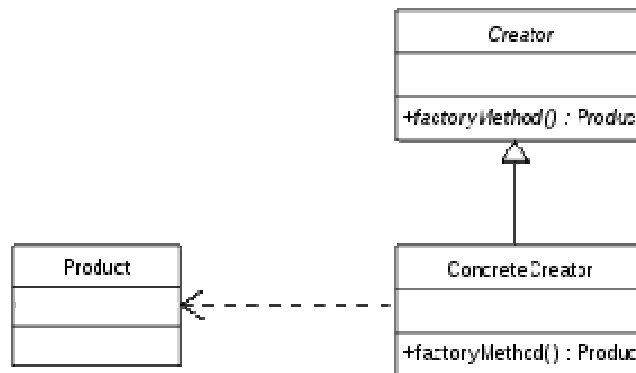 Creator
+factoryMethod() : Produc
Product
ConcreteCreator
+factoryMethod() : Produc